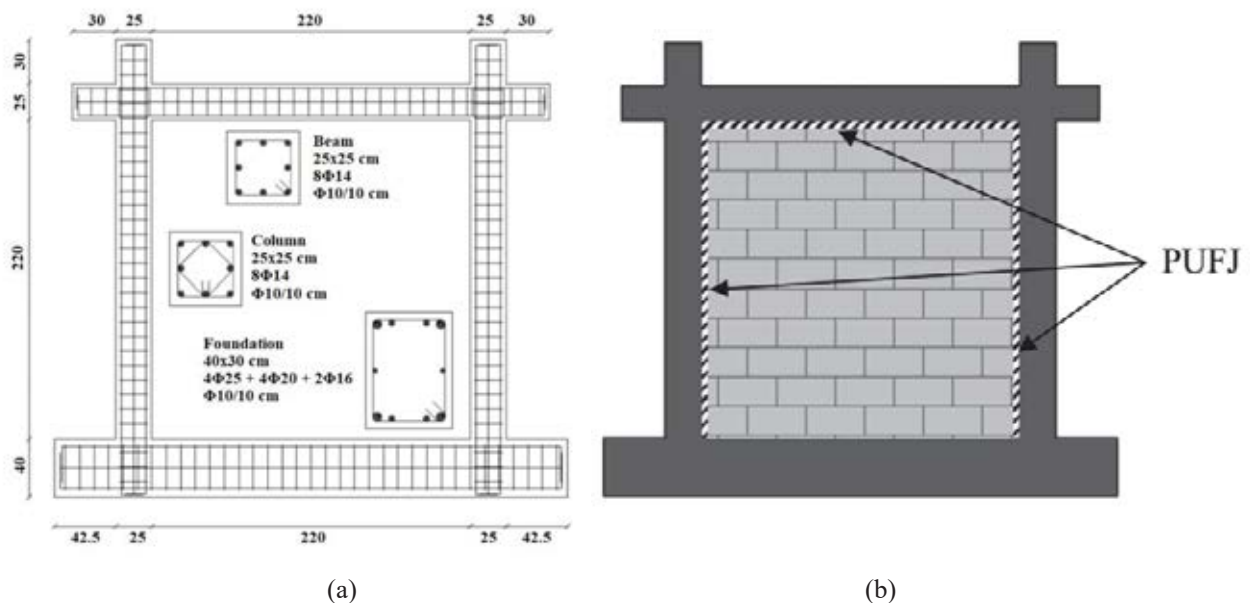 30 25 220 25 30
30
25
220
40
Beam
25x25 cm
8Φ14
Φ10/10 cm
Column
25x25 cm
8Φ14
Φ10/10 cm
Foundation
40x30 cm
4Φ25 + 4Φ20 + 2Φ16
Φ10/10 cm
42.5 25 220 25 42.5
PUFJ
(a) (b)